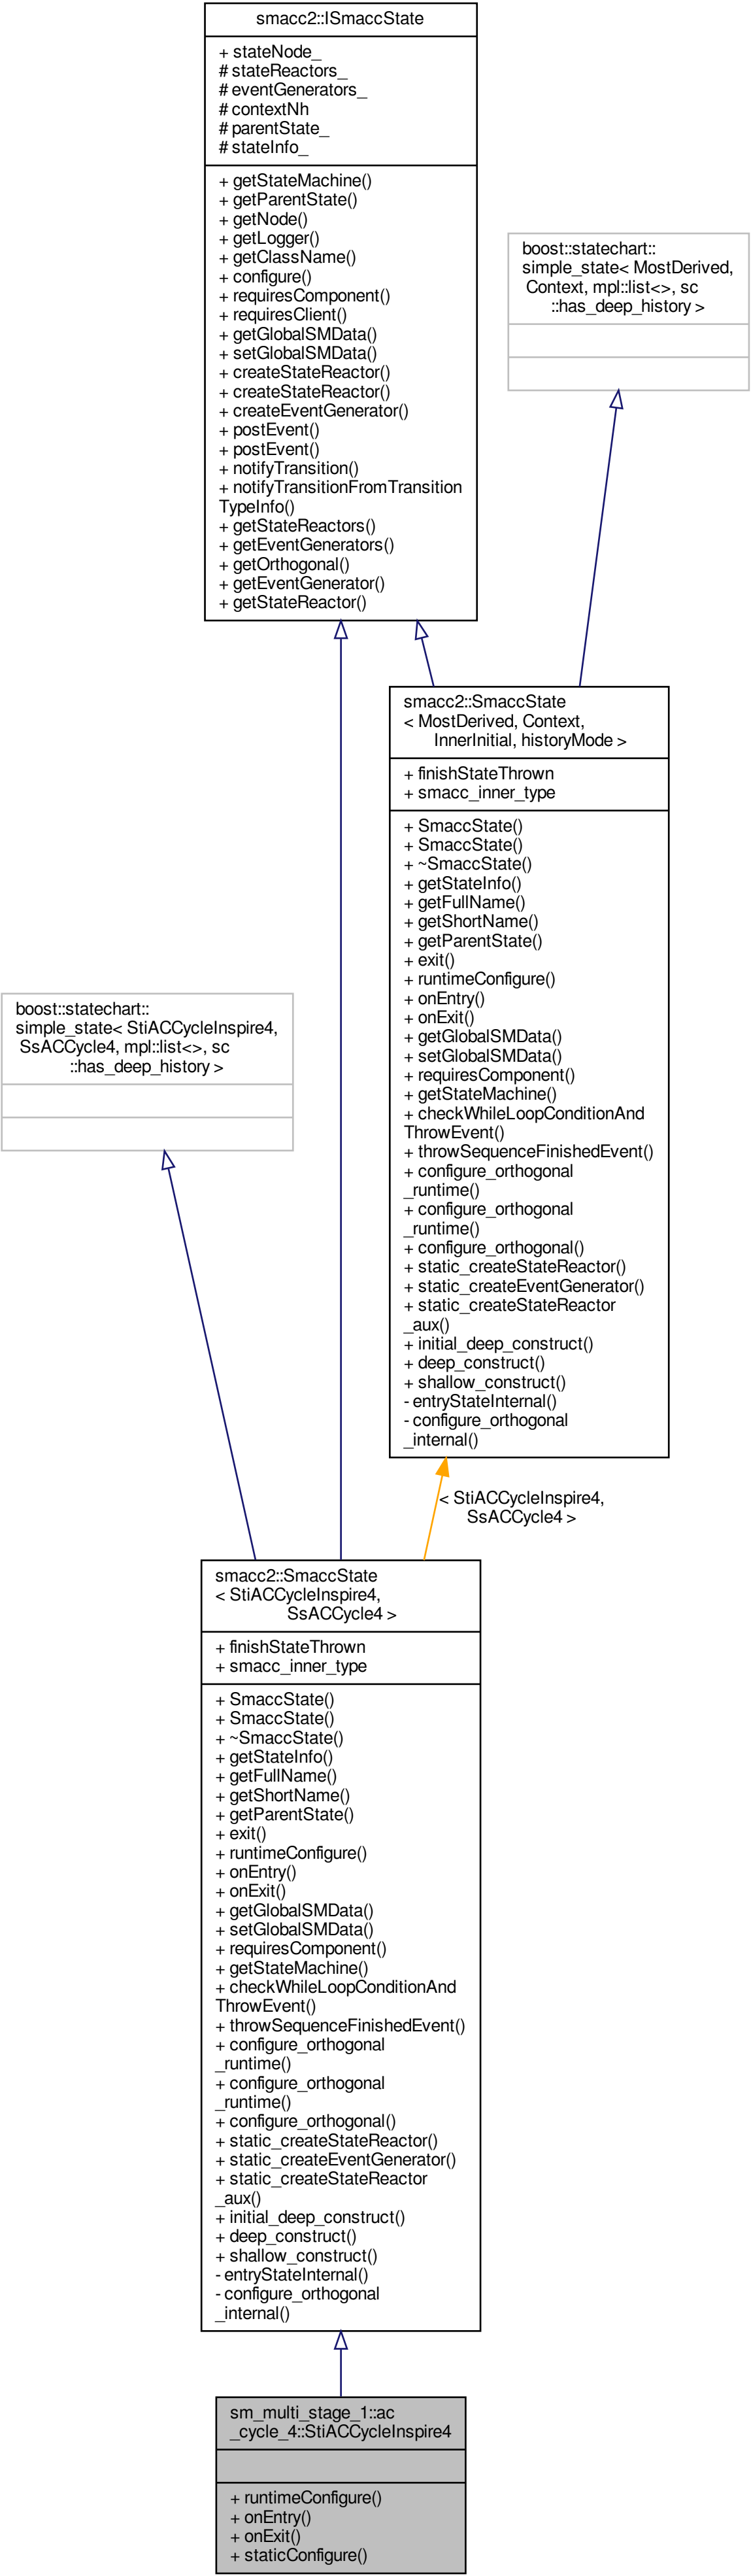 smacc2::ISmaccState
+ stateNode_
# stateReactors_
# eventGenerators_
# contextNh
# parentState_
# stateInfo_
+ getStateMachine()
+ getParentState()
+ getNode()
+ getLogger()
+ getClassName()
+ configure()
+ requiresComponent()
+ requiresClient()
+ getGlobalSMData()
+ setGlobalSMData()
+ createStateReactor()
+ createStateReactor()
+ createEventGenerator()
+ postEvent()
+ postEvent()
+ notifyTransition()
+ notifyTransitionFromTransition
TypeInfo()
+ getStateReactors()
+ getEventGenerators()
+ getOrthogonal()
+ getEventGenerator()
+ getStateReactor()
boost::statechart::
simple_state< MostDerived,
Context, mpl::list<>, sc
::has_deep_history >
smacc2::SmaccState
< MostDerived, Context,
InnerInitial, historyMode >
+ finishStateThrown
+ smacc_inner_type
+ SmaccState()
+ SmaccState()
+ ~SmaccState()
+ getStateInfo()
+ getFullName()
+ getShortName()
+ getParentState()
+ exit()
+ runtimeConfigure()
+ onEntry()
+ onExit()
+ getGlobalSMData()
+ setGlobalSMData()
+ requiresComponent()
+ getStateMachine()
+ checkWhileLoopConditionAnd
ThrowEvent()
+ throwSequenceFinishedEvent()
+ configure_orthogonal
_runtime()
+ configure_orthogonal
_runtime()
+ configure_orthogonal()
+ static_createStateReactor()
+ static_createEventGenerator()
+ static_createStateReactor
_aux()
+ initial_deep_construct()
+ deep_construct()
+ shallow_construct()
- entryStateInternal()
- configure_orthogonal
_internal()
boost::statechart::
simple_state< StiACCycleInspire4,
SsACCycle4, mpl::list<>, sc
::has_deep_history >
< StiACCycleInspire4,
SsACCycle4 >
smacc2::SmaccState
< StiACCycleInspire4,
SsACCycle4 >
+ finishStateThrown
+ smacc_inner_type
+ SmaccState()
+ SmaccState()
+ ~SmaccState()
+ getStateInfo()
+ getFullName()
+ getShortName()
+ getParentState()
+ exit()
+ runtimeConfigure()
+ onEntry()
+ onExit()
+ getGlobalSMData()
+ setGlobalSMData()
+ requiresComponent()
+ getStateMachine()
+ checkWhileLoopConditionAnd
ThrowEvent()
+ throwSequenceFinishedEvent()
+ configure_orthogonal
_runtime()
+ configure_orthogonal
_runtime()
+ configure_orthogonal()
+ static_createStateReactor()
+ static_createEventGenerator()
+ static_createStateReactor
_aux()
+ initial_deep_construct()
+ deep_construct()
+ shallow_construct()
- entryStateInternal()
- configure_orthogonal
_internal()
sm_multi_stage_1::ac
_cycle_4::StiACCycleInspire4
+ runtimeConfigure()
+ onEntry()
+ onExit()
+ staticConfigure()